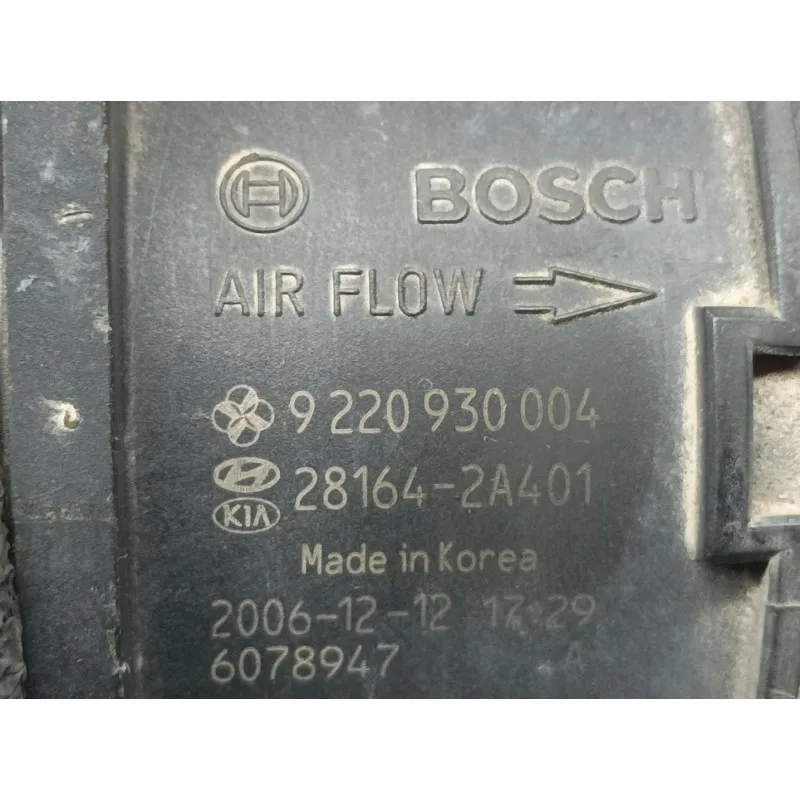 BOSCH
AIR FLOW
9 220 930 004
28164-2A401
KIA
Made in Korea
2006-12-12 17:29
6078947 A